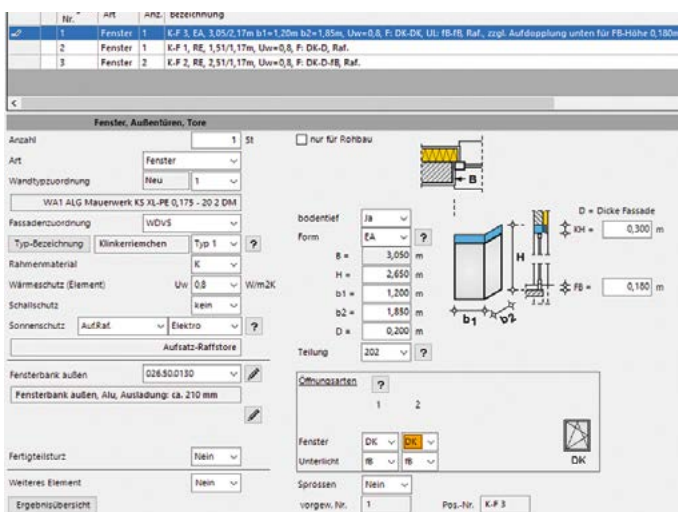 Nr. Art Anz. Bezeichnung
1 Fenster 1 K-F 3, EA, 3,05/2,17m b1=1,20m b2=1,85m, Uw=0,8, F: DK-DK, UL: fB-fB, Raf., zzgl. Aufdopplung unten für FB-Höhe 0,180m
2 Fenster 1 K-F 1, RE, 1,51/1,17m, Uw=0,8, F: DK-D, Raf.
3 Fenster 2 K-F 2, RE, 2,51/1,17m, Uw=0,8, F: DK-D-fB, Raf.
Fenster, Außentüren, Tore
Anzahl 1 St
nur für Rohbau
Art Fenster
Wandtypzuordnung Neu 1
WA1 ALG Mauerwerk KS XL-PE 0,175 - 20 2 DM
Fassadenzuordnung WDVS
Typ-Bezeichnung Klinkerriemchen Typ 1 ?
Rahmenmaterial K
Wärmeschutz (Element) Uw 0,8 W/m2K
Schallschutz kein
Sonnenschutz Auf.Raf. Elektro ?
Aufsatz-Raffstore
Fensterbank außen 026.50.0130
Fensterbank außen, Alu, Ausladung: ca. 210 mm
Fertigteilsturz Nein
Weiteres Element Nein
Ergebnisübersicht
B
bodentief Ja
Form EA ?
B = 3,050 m
H = 2,650 m
b1 = 1,200 m
b2 = 1,850 m
D = 0,200 m
Teilung 202 ?
D = Dicke Fassade
KH = 0,300 m
H
FB = 0,180 m
b1 b2
Öffnungsarten ?
1 2
Fenster DK DK
Unterlicht fB fB
DK
Sprossen Nein
vorgew. Nr. 1 Pos.-Nr. K-F 3